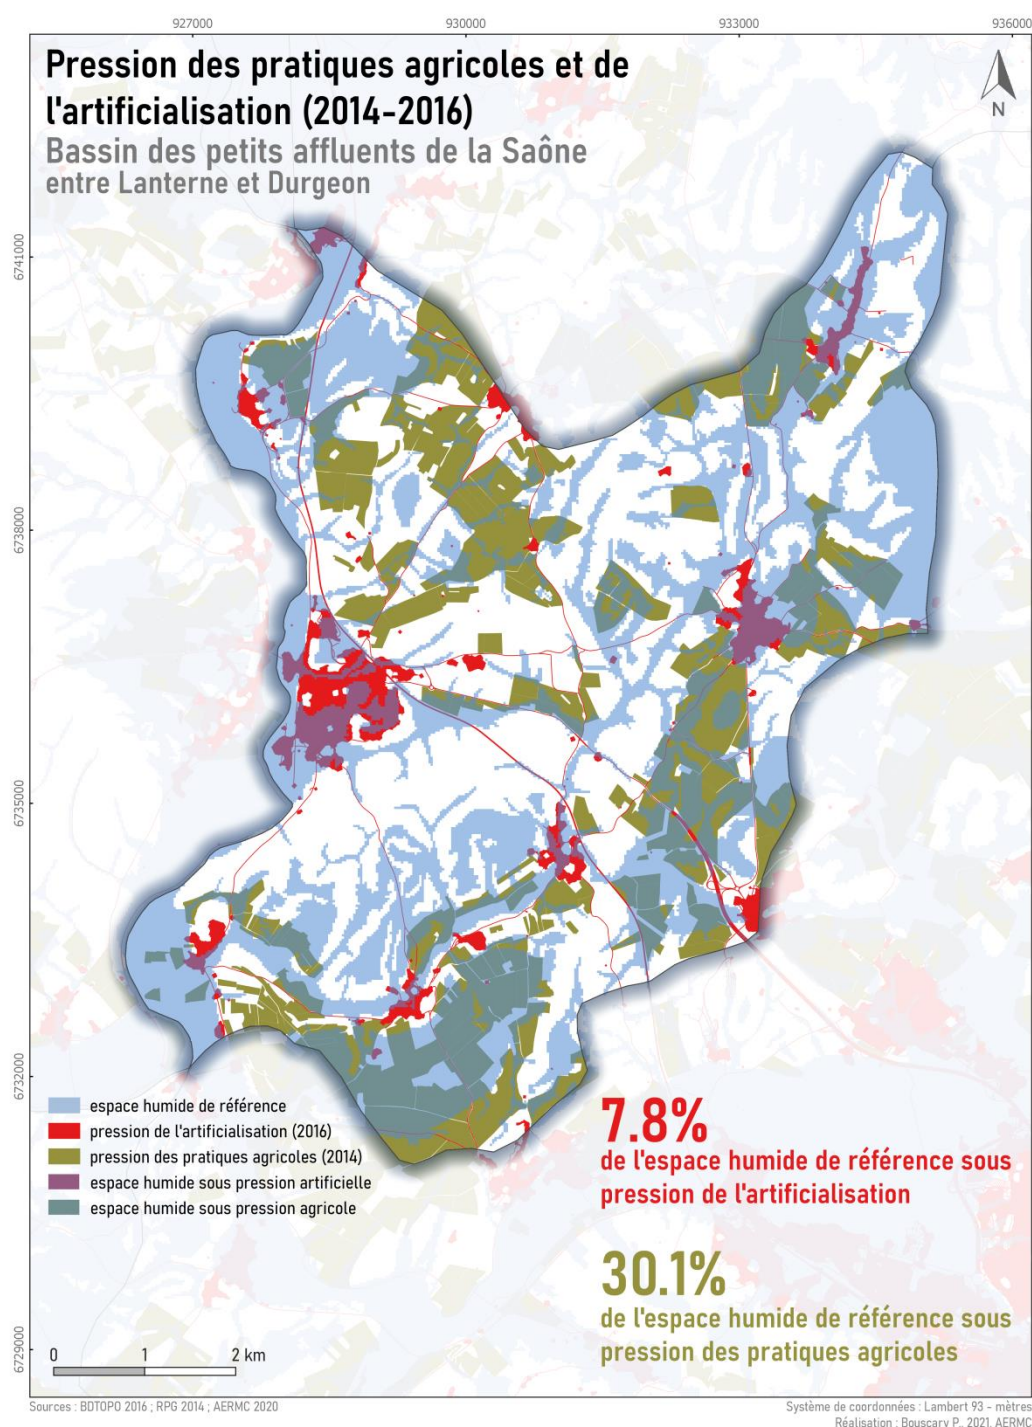 927000
930000
933000
936000
Pression des pratiques agricoles et de
l'artificialisation (2014-2016)
Bassin des petits affluents de la Saône
entre Lanterne et Durgeon
N
6741000
6738000
6735000
6732000
6729000
espace humide de référence
pression de l'artificialisation (2016)
pression des pratiques agricoles (2014)
espace humide sous pression artificielle
espace humide sous pression agricole
7.8%
de l'espace humide de référence sous
pression de l'artificialisation
30.1%
de l'espace humide de référence sous
pression des pratiques agricoles
0 1 2 km
Sources : BDTOPO 2016 ; RPG 2014 ; AERMC 2020
Système de coordonnées : Lambert 93 - mètres
Réalisation : Bouscary P., 2021, AERMC